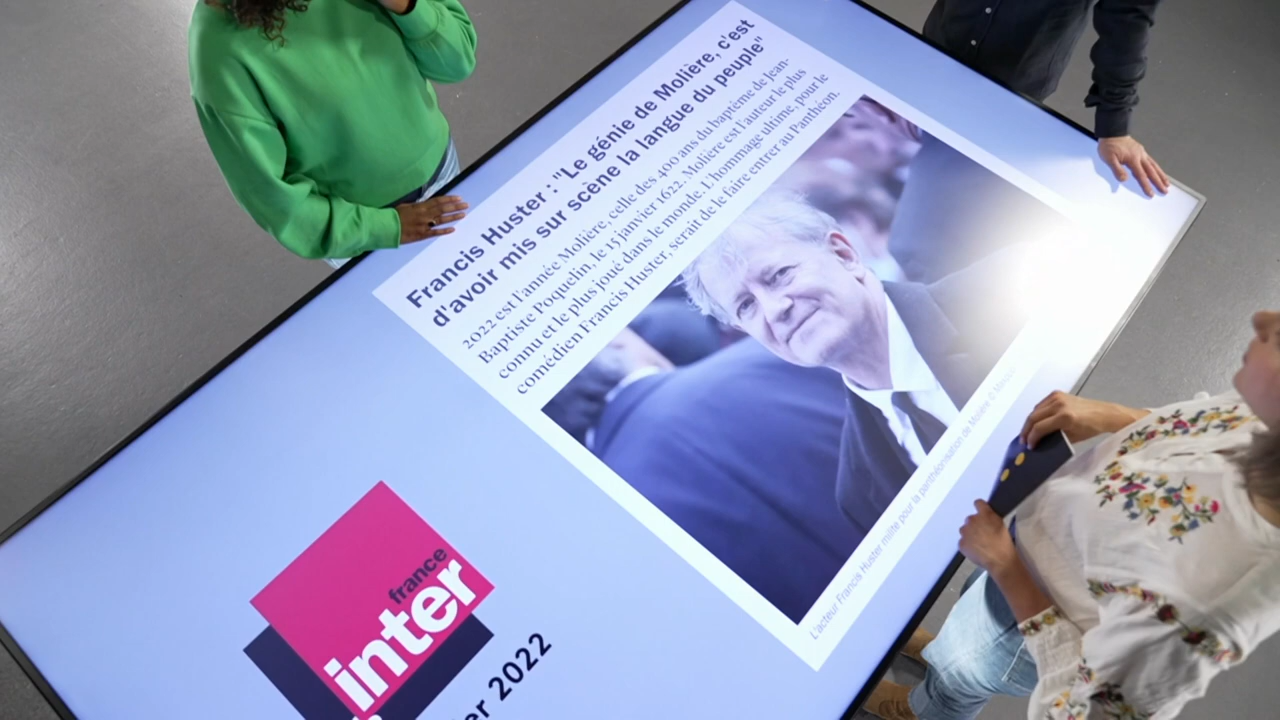 Francis Huster : "Le génie de Molière, c'est
d'avoir mis sur scène la langue du peuple"
2022 est l'année Molière, celle des 400 ans du baptême de Jean-
Baptiste Poquelin, le 15 janvier 1622. Molière est l'auteur le plus
connu et le plus joué dans le monde. L'hommage ultime, pour le
comédien Francis Huster, serait de le faire entrer au Panthéon.
L'acteur Francis Huster milite pour la panthéonisation de Molière ©
france
inter
2022